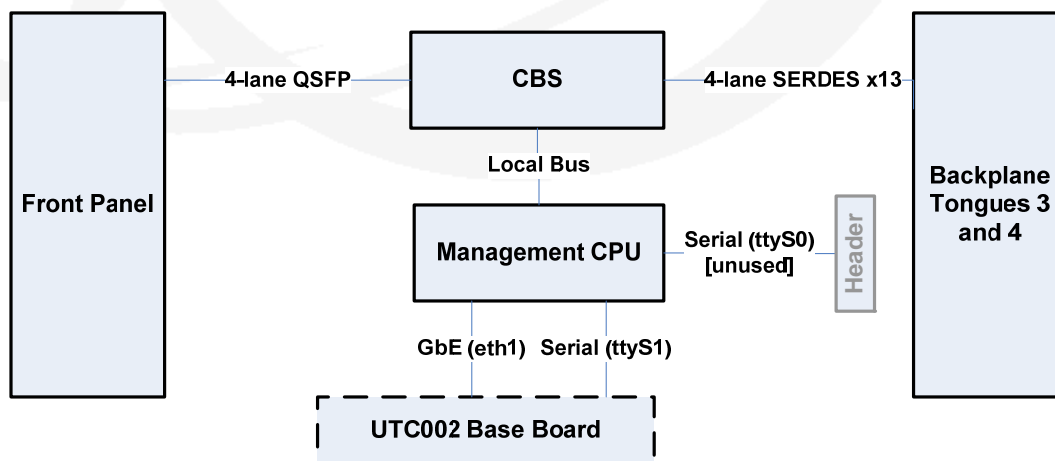 CBS
4-lane QSFP
4-lane SERDES x13
Local Bus
Front Panel
Backplane
Tongues 3
and 4
Management CPU
Serial (ttyS0)
[unused]
Header
GbE (eth1)
Serial (ttyS1)
UTC002 Base Board